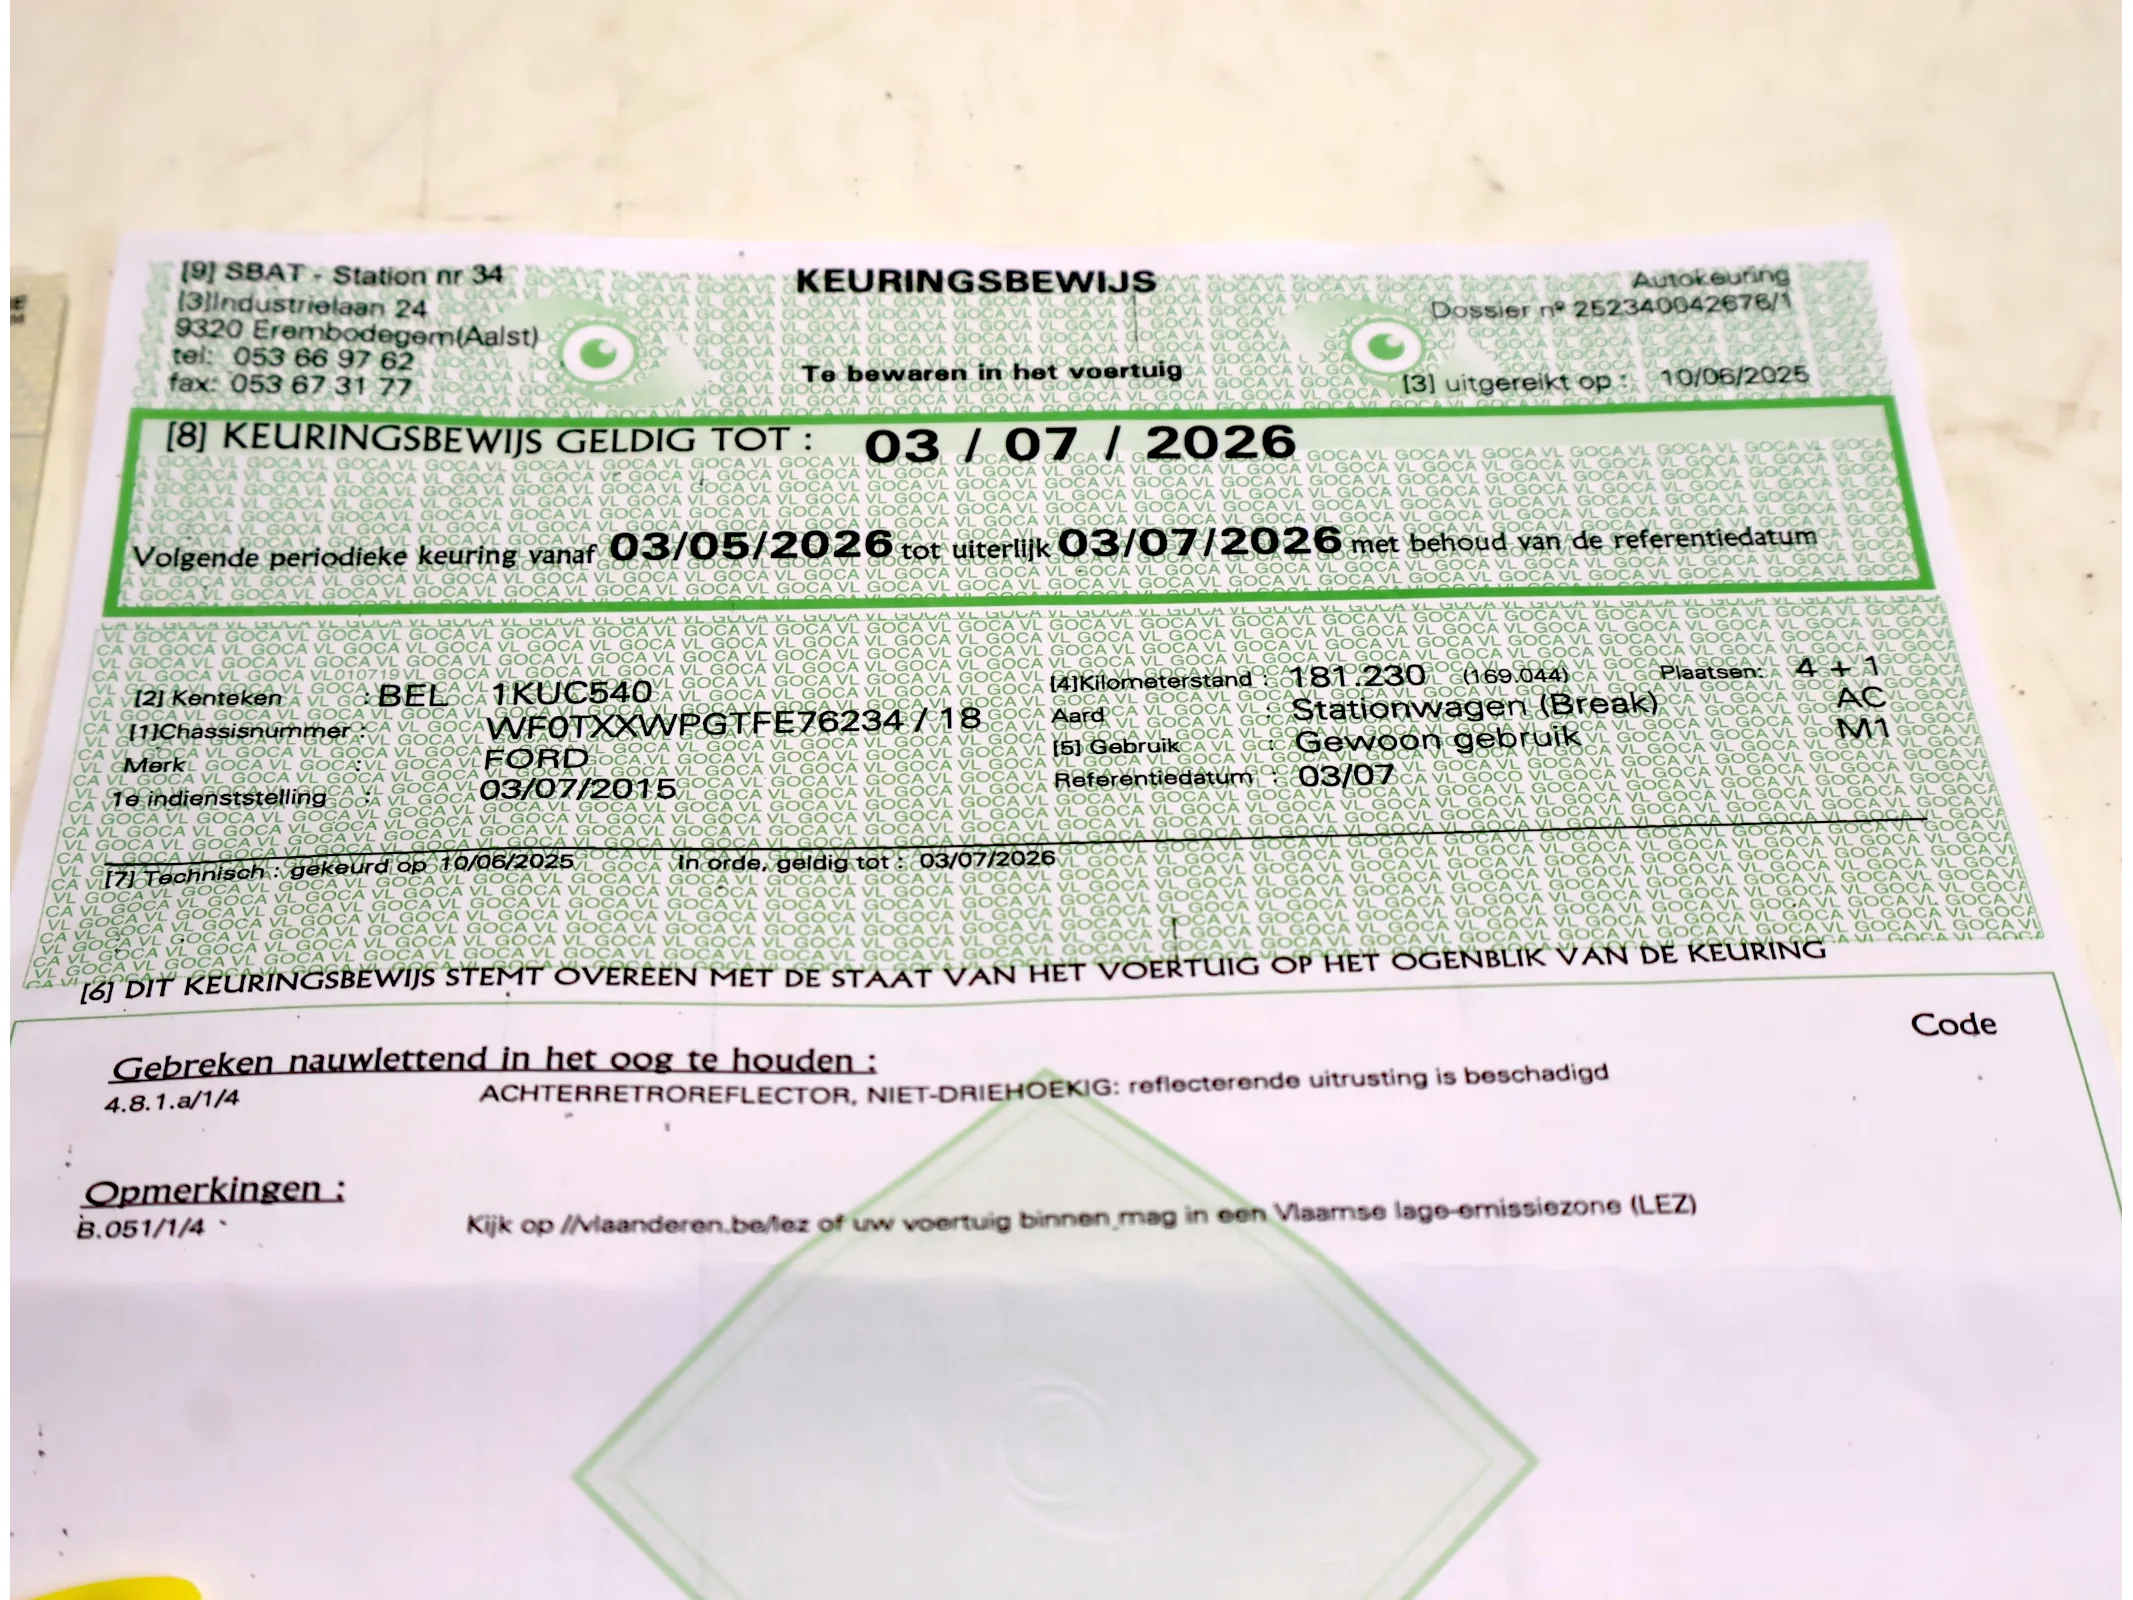 [9] SBAT - Station nr 34
[3]Industrielaan 24
9320 Erembodegem(Aalst)
tel: 053 66 97 62
fax: 053 67 31 77
KEURINGSBEWIJS
Te bewaren in het voertuig
Autokeuring
Dossier nº 252340042676/1
[3] uitgereikt op : 10/06/2025
[8] KEURINGSBEWIJS GELDIG TOT : 03 / 07 / 2026
Volgende periodieke keuring vanaf 03/05/2026 tot uiterlijk 03/07/2026 met behoud van de referentiedatum
[2] Kenteken : BEL 1KUC540
[1]Chassisnummer : WF0TXXWPGTFE76234 / 18
Merk : FORD
1e indienststelling : 03/07/2015
[4]Kilometerstand : 181.230 (169.044) Plaatsen: 4 + 1
Aard : Stationwagen (Break) AC
[5] Gebruik : Gewoon gebruik M1
Referentiedatum : 03/07
[7] Technisch : gekeurd op 10/06/2025 In orde, geldig tot : 03/07/2026
[6] DIT KEURINGSBEWIJS STEMT OVEREEN MET DE STAAT VAN HET VOERTUIG OP HET OGENBLIK VAN DE KEURING
Code
Gebreken nauwlettend in het oog te houden :
4.8.1.a/1/4 ACHTERRETROREFLECTOR, NIET-DRIEHOEKIG: reflecterende uitrusting is beschadigd
Opmerkingen :
B.051/1/4 Kijk op //vlaanderen.be/lez of uw voertuig binnen mag in een Vlaamse lage-emissiezone (LEZ)